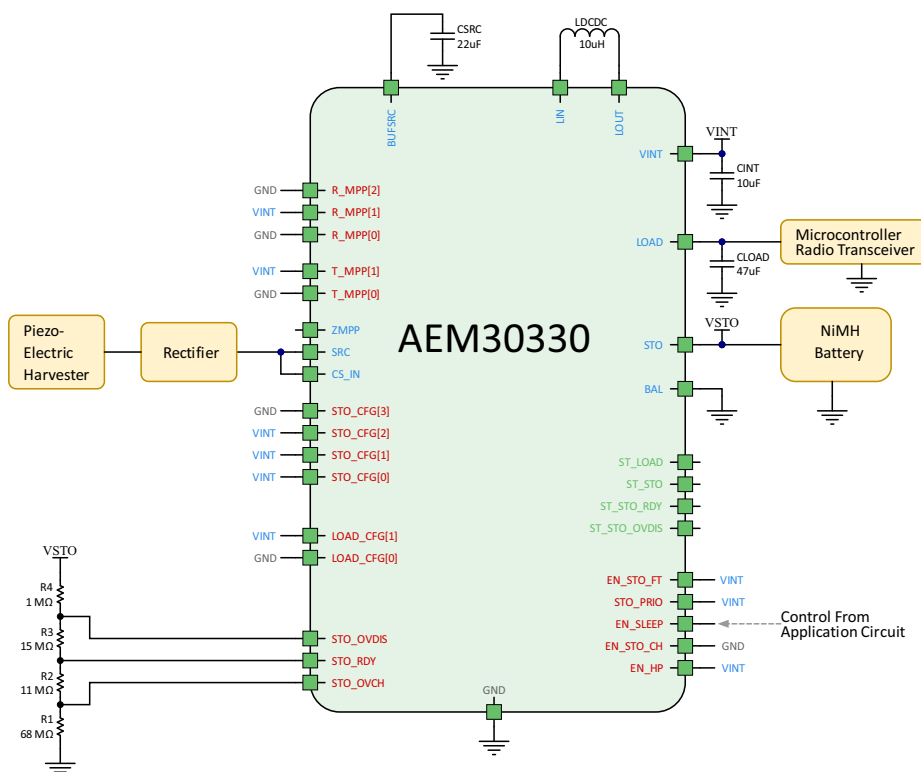 CSRC
22uF
LDCDC
10uH
BUFSRC
LIN
LOUT
VINT
VINT
CINT
10uF
GND
R_MPP[2]
VINT
R_MPP[1]
GND
R_MPP[0]
LOAD
CLOAD
47uF
Microcontroller
Radio Transceiver
VINT
T_MPP[1]
GND
T_MPP[0]
AEM30330
ZMPP
SRC
CS_IN
Piezo-
Electric
Harvester
Rectifier
VSTO
STO
NiMH
Battery
BAL
GND
STO_CFG[3]
VINT
STO_CFG[2]
VINT
STO_CFG[1]
VINT
STO_CFG[0]
ST_LOAD
ST_STO
ST_STO_RDY
ST_STO_OVDIS
VINT
LOAD_CFG[1]
GND
LOAD_CFG[0]
VSTO
R4
1 MΩ
R3
15 MΩ
R2
11 MΩ
R1
68 MΩ
STO_OVDIS
STO_RDY
STO_OVCH
EN_STO_FT
VINT
STO_PRIO
VINT
EN_SLEEP
Control From
Application Circuit
EN_STO_CH
GND
EN_HP
VINT
GND